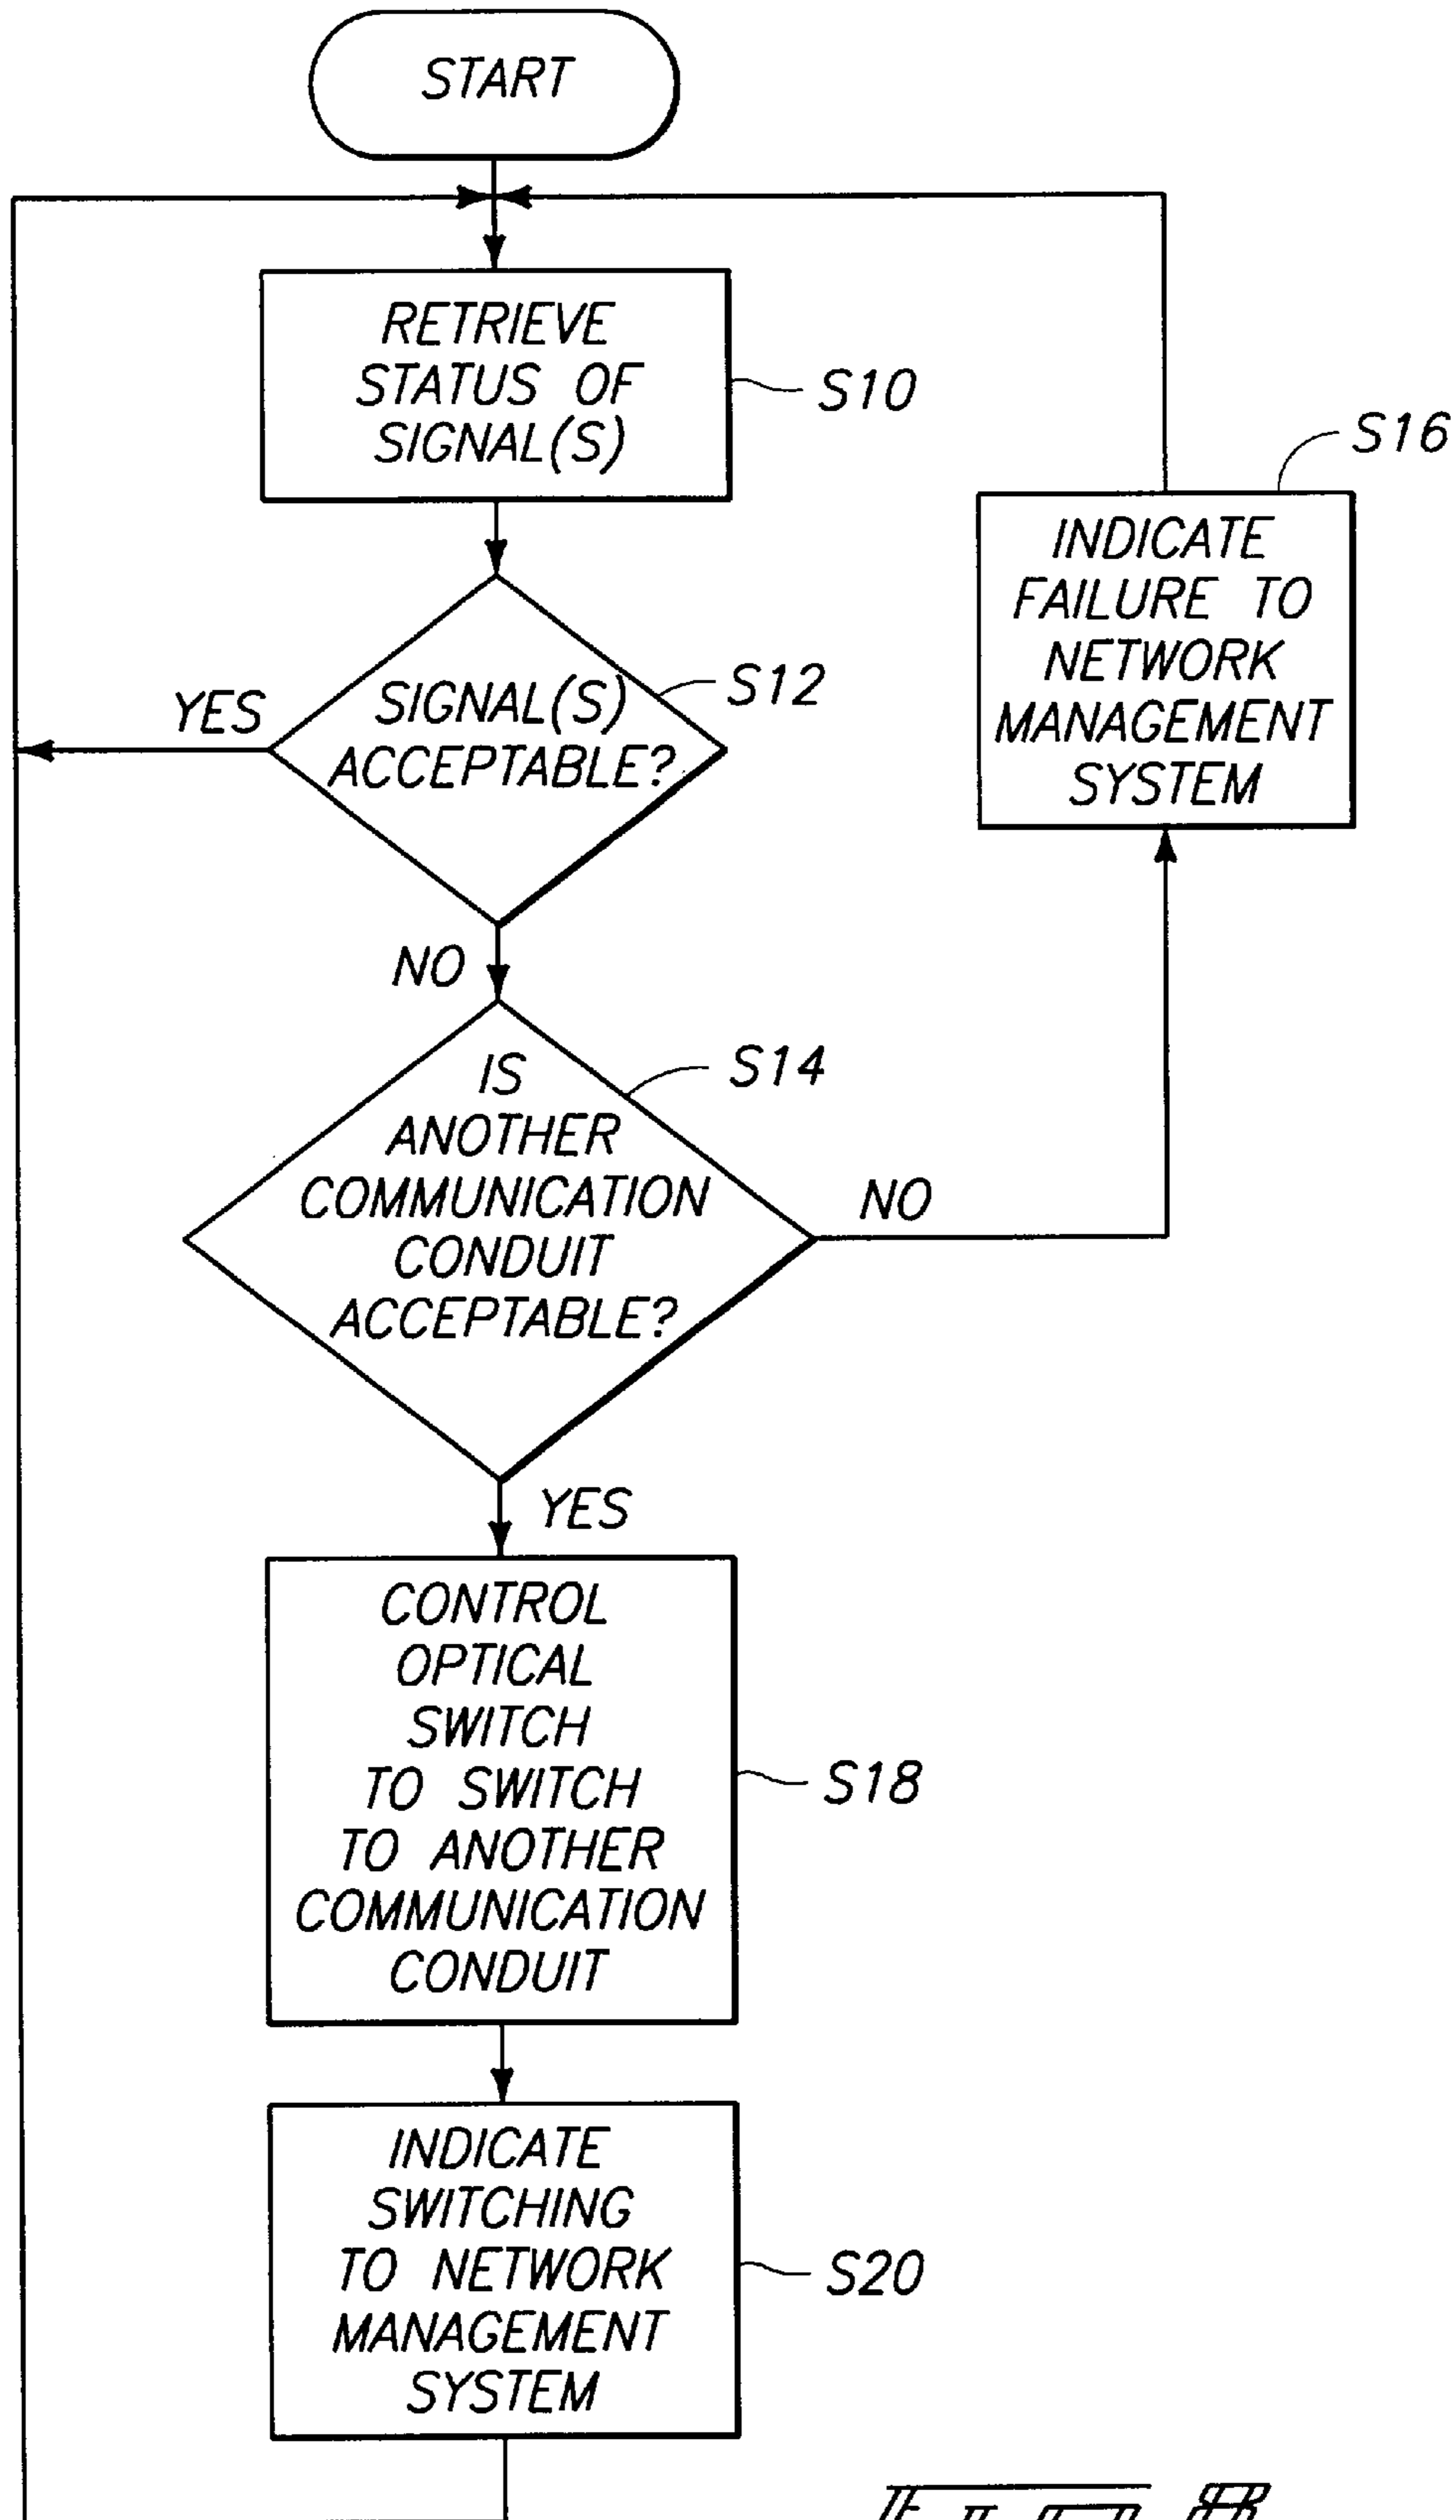 START
RETRIEVE
STATUS OF
SIGNAL(S)
S10
S16
INDICATE
FAILURE TO
NETWORK
MANAGEMENT
SYSTEM
SIGNAL(S)
ACCEPTABLE?
S12
YES
NO
IS
ANOTHER
COMMUNICATION
CONDUIT
ACCEPTABLE?
S14
NO
YES
CONTROL
OPTICAL
SWITCH
TO SWITCH
TO ANOTHER
COMMUNICATION
CONDUIT
S18
INDICATE
SWITCHING
TO NETWORK
MANAGEMENT
SYSTEM
S20